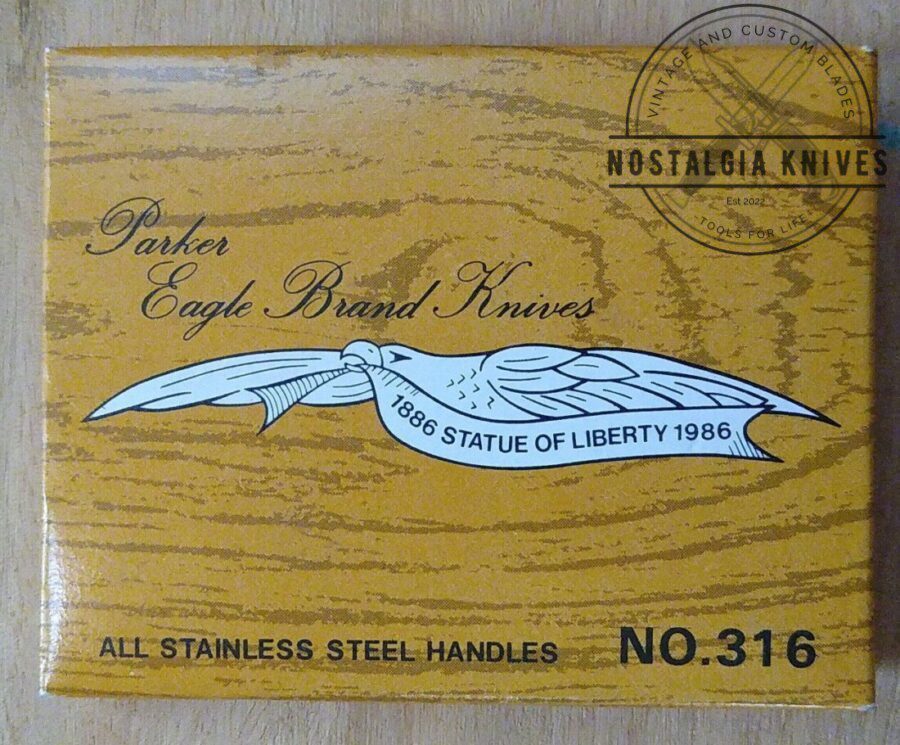 VINTAGE AND CUSTOM BLADES
NOSTALGIA KNIVES
Est 2022
TOOLS FOR LIFE
Parker
Eagle Brand Knives
1886 STATUE OF LIBERTY 1986
ALL STAINLESS STEEL HANDLES
NO.316